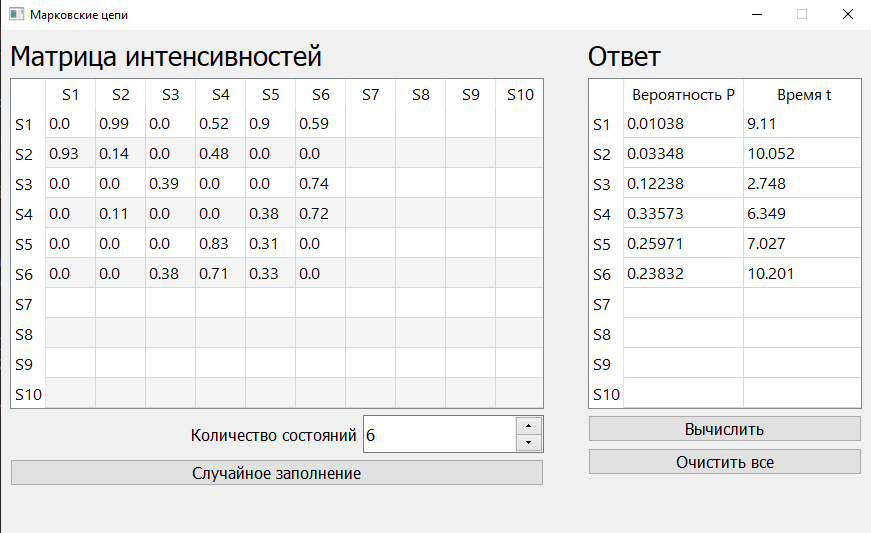 Марковские цепи
Матрица интенсивностей
S1 S2 S3 S4 S5 S6 S7 S8 S9 S10
S1 0.0 0.99 0.0 0.52 0.9 0.59
S2 0.93 0.14 0.0 0.48 0.0 0.0
S3 0.0 0.0 0.39 0.0 0.0 0.74
S4 0.0 0.11 0.0 0.0 0.38 0.72
S5 0.0 0.0 0.0 0.83 0.31 0.0
S6 0.0 0.0 0.38 0.71 0.33 0.0
S7
S8
S9
S10
Количество состояний 6
Случайное заполнение
Ответ
Вероятность P Время t
S1 0.01038 9.11
S2 0.03348 10.052
S3 0.12238 2.748
S4 0.33573 6.349
S5 0.25971 7.027
S6 0.23832 10.201
S7
S8
S9
S10
Вычислить
Очистить все